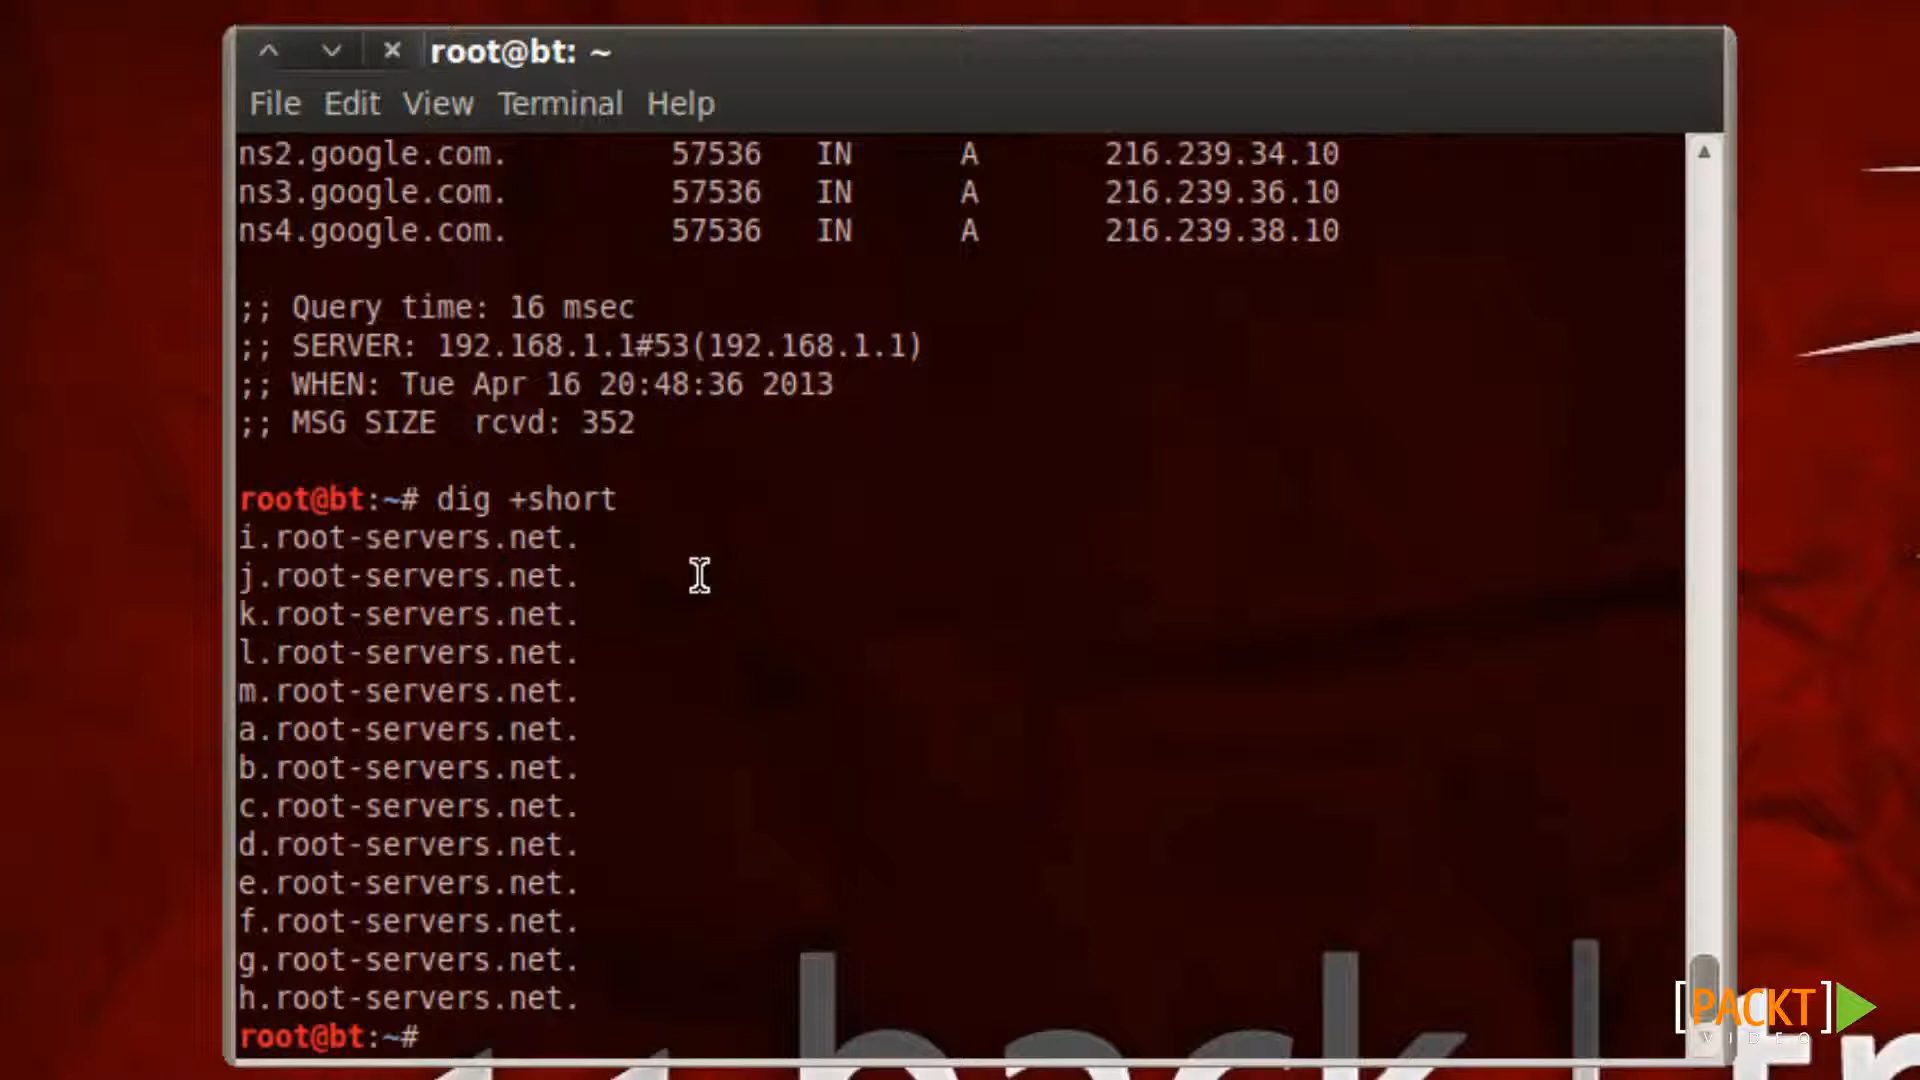 root@bt: ~
File Edit View Terminal Help
ns2.google.com. 57536 IN A 216.239.34.10
ns3.google.com. 57536 IN A 216.239.36.10
ns4.google.com. 57536 IN A 216.239.38.10
;; Query time: 16 msec
;; SERVER: 192.168.1.1#53(192.168.1.1)
;; WHEN: Tue Apr 16 20:48:36 2013
;; MSG SIZE  rcvd: 352
root@bt:~# dig +short
i.root-servers.net.
j.root-servers.net.
k.root-servers.net.
l.root-servers.net.
m.root-servers.net.
a.root-servers.net.
b.root-servers.net.
c.root-servers.net.
d.root-servers.net.
e.root-servers.net.
f.root-servers.net.
g.root-servers.net.
h.root-servers.net.
root@bt:~#
[PACKT]
VIDEO